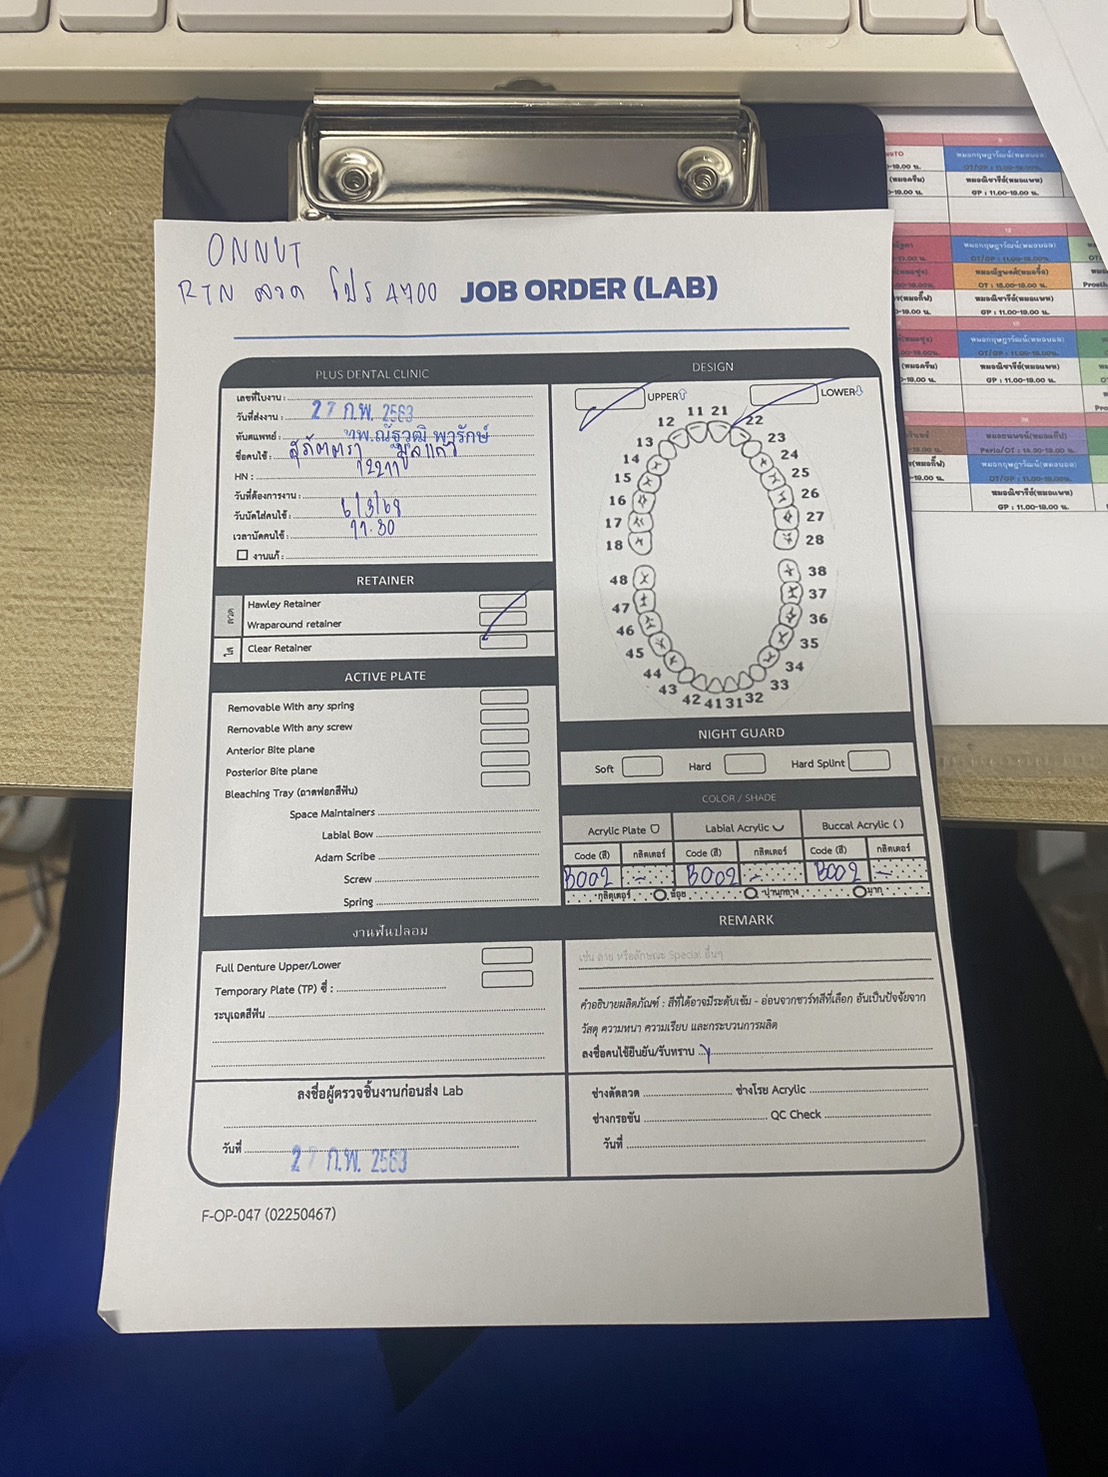 ONNUT
RTN ลวด โปร 4700
JOB ORDER (LAB)
PLUS DENTAL CLINIC
เลขที่ใบงาน :
วันที่ส่งงาน : 27 ก.พ. 2563
ทันตแพทย์ : ทพ.ณัฐวุฒิ พารักษ์
ชื่อคนไข้ :
HN :
วันที่ต้องการงาน :
วันนัดใส่คนไข้ : 6/3/68
เวลานัดคนไข้ : 11.30
งานแก้ :
RETAINER
ลวด
Hawley Retainer
Wraparound retainer
ใส
Clear Retainer
ACTIVE PLATE
Removable With any spring
Removable With any screw
Anterior Bite plane
Posterior Bite plane
Bleaching Tray (ถาดฟอกสีฟัน)
Space Maintainers
Labial Bow
Adam Scribe
Screw
Spring
งานฟันปลอม
Full Denture Upper/Lower
Temporary Plate (TP) ซี่ :
ระบุเฉดสีฟัน
ลงชื่อผู้ตรวจชิ้นงานก่อนส่ง Lab
วันที่ 27 ก.พ. 2563
DESIGN
UPPER LOWER
11 21
12 22
13 23
14 24
15 25
16 26
17 27
18 28
48 38
47 37
46 36
45 35
44 34
43 33
42 41 31 32
NIGHT GUARD
Soft Hard Hard Splint
COLOR / SHADE
Acrylic Plate Labial Acrylic Buccal Acrylic ( )
Code (สี) กลิตเตอร์ Code (สี) กลิตเตอร์ Code (สี) กลิตเตอร์
B002 - B002 - B002 -
กลิตเตอร์ น้อย ปานกลาง มาก
REMARK
เช่น ลาย หรือลักษณะ Special อื่นๆ
คำอธิบายผลิตภัณฑ์ : สีที่ได้อาจมีระดับเข้ม - อ่อนจากชาร์ทสีที่เลือก อันเป็นปัจจัยจาก
วัสดุ ความหนา ความเรียบ และกระบวนการผลิต
ลงชื่อคนไข้ยืนยัน/รับทราบ
ช่างดัดลวด ช่างโรย Acrylic
ช่างกรอขัน QC Check
วันที่
F-OP-047 (02250467)